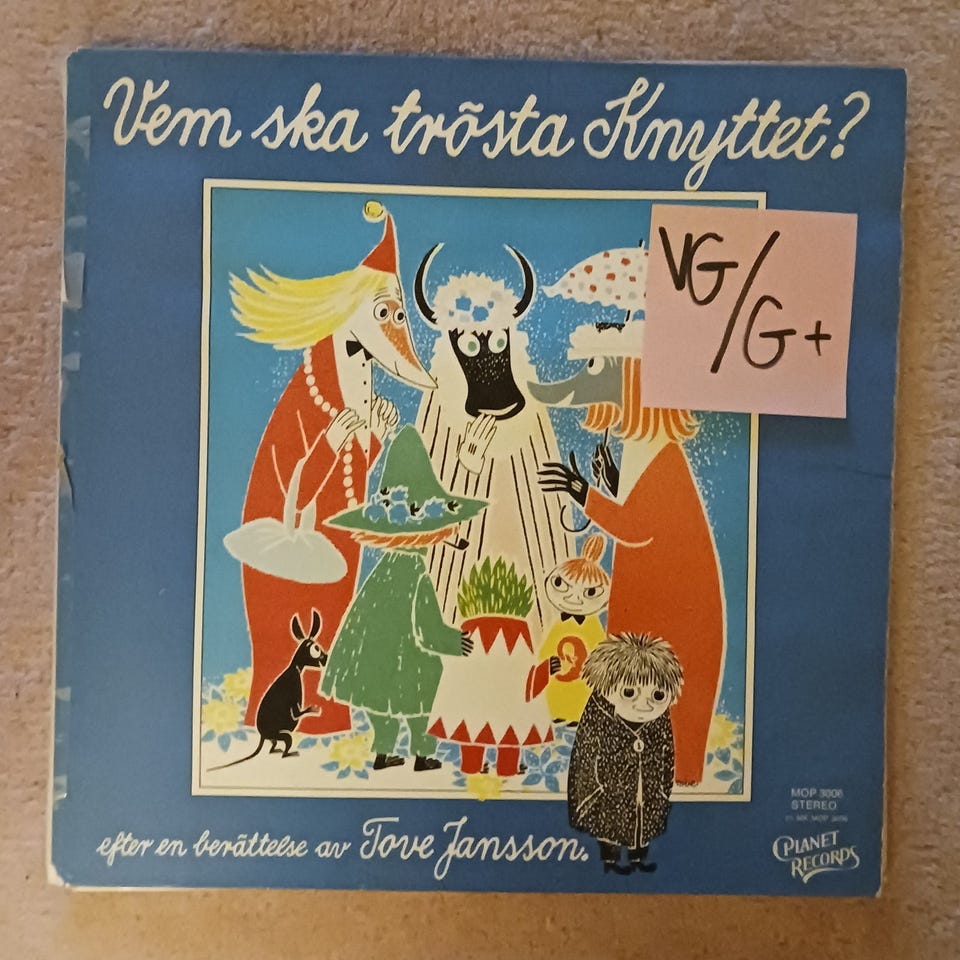 Vem ska trösta Knyttet?
VG/G+
MOP 3006
STEREO
PLANET
RECORDS
efter en berättelse av Tove Jansson.